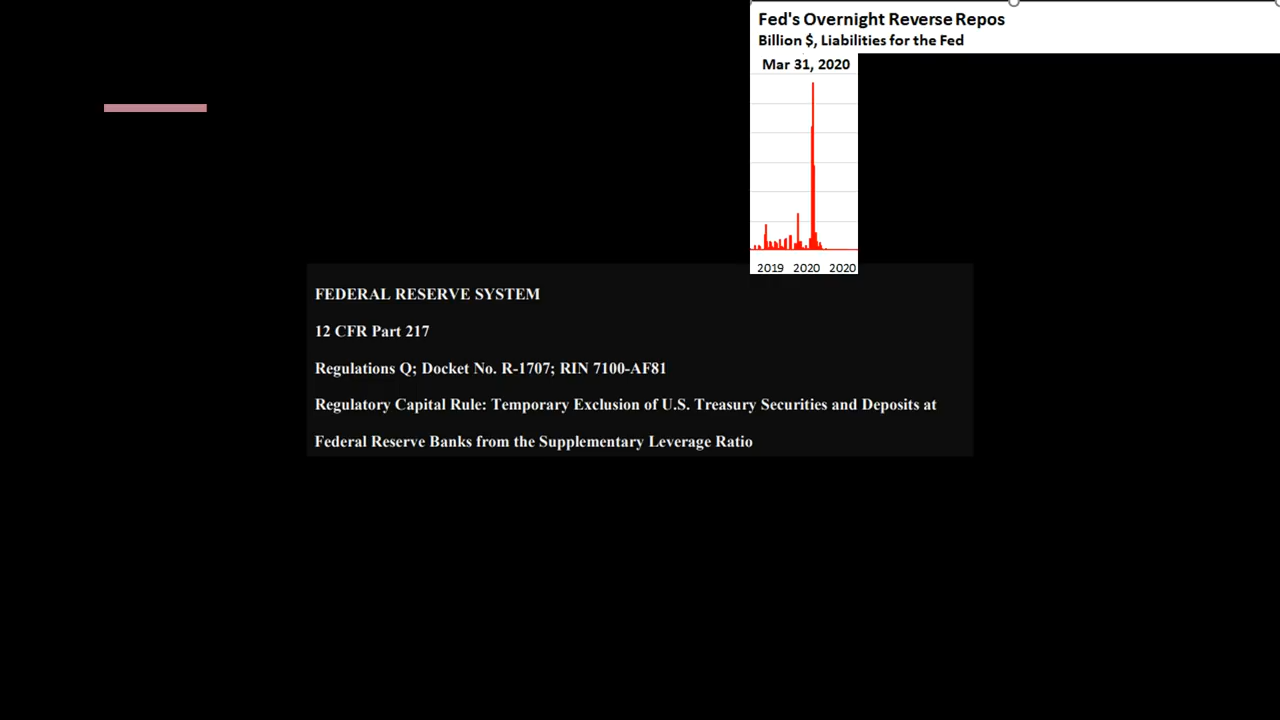 Fed's Overnight Reverse Repos
Billion $, Liabilities for the Fed
Mar 31, 2020
2019 2020 2020
FEDERAL RESERVE SYSTEM
12 CFR Part 217
Regulations Q; Docket No. R-1707; RIN 7100-AF81
Regulatory Capital Rule: Temporary Exclusion of U.S. Treasury Securities and Deposits at
Federal Reserve Banks from the Supplementary Leverage Ratio